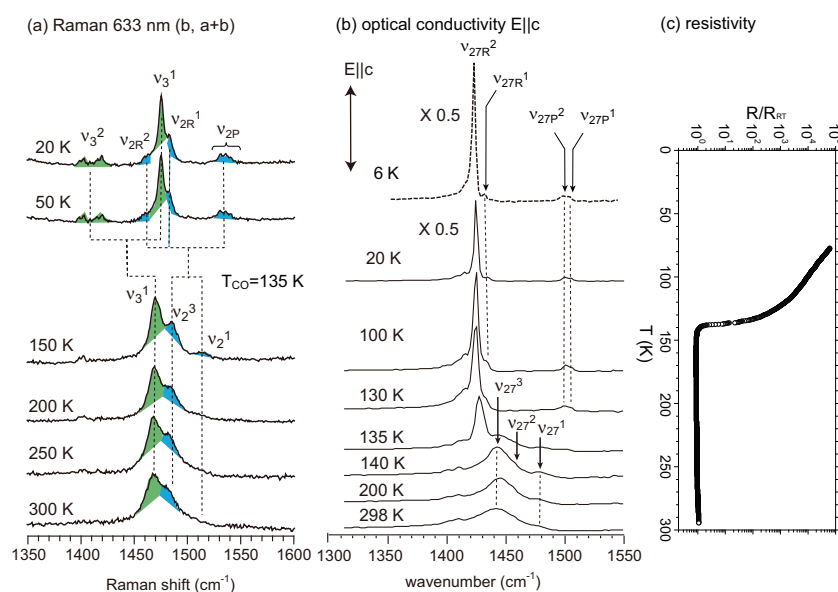 (a) Raman 633 nm (b, a+b)
ν₃²
ν₂R²
ν₃¹
ν₂R¹
ν₂P
20 K
50 K
T_CO=135 K
ν₃¹
ν₂³
ν₂¹
150 K
200 K
250 K
300 K
1350 1400 1450 1500 1550 1600
Raman shift (cm⁻¹)
(b) optical conductivity E||c
E||c
ν₂₇R²
ν₂₇R¹
ν₂₇P²
ν₂₇P¹
X 0.5
6 K
X 0.5
20 K
100 K
130 K
ν₂₇³
ν₂₇²
ν₂₇¹
135 K
140 K
200 K
298 K
1300 1350 1400 1450 1500 1550
wavenumber (cm⁻¹)
(c) resistivity
R/R_RT
10⁰ 10¹ 10² 10³ 10⁴ 10⁵
0
50
100
150
200
250
300
T (K)